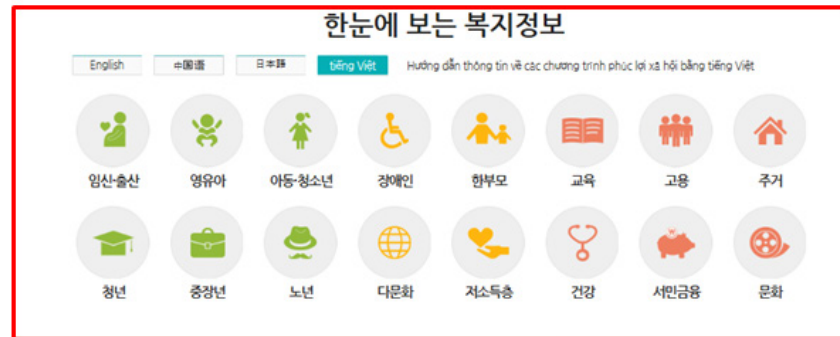 한눈에 보는 복지정보
English 中国语 日本語 tiếng Việt Hướng dẫn thông tin về các chương trình phúc lợi xã hội bằng tiếng Việt
임신·출산 영유아 아동·청소년 장애인 한부모 교육 고용 주거
청년 중장년 노년 다문화 저소득층 건강 서민금융 문화